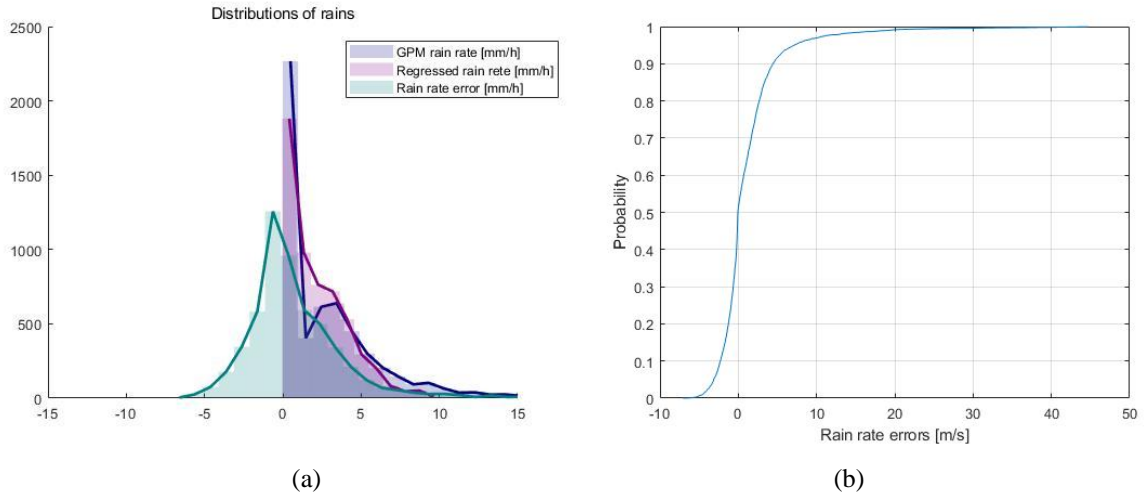 Distributions of rains
2500
2000
1500
1000
500
0
-15 -10 -5 0 5 10 15
GPM rain rate [mm/h]
Regressed rain rete [mm/h]
Rain rate error [mm/h]
(a)
1
0.9
0.8
0.7
0.6
0.5
0.4
0.3
0.2
0.1
0
Probability
-10 0 10 20 30 40 50
Rain rate errors [m/s]
(b)